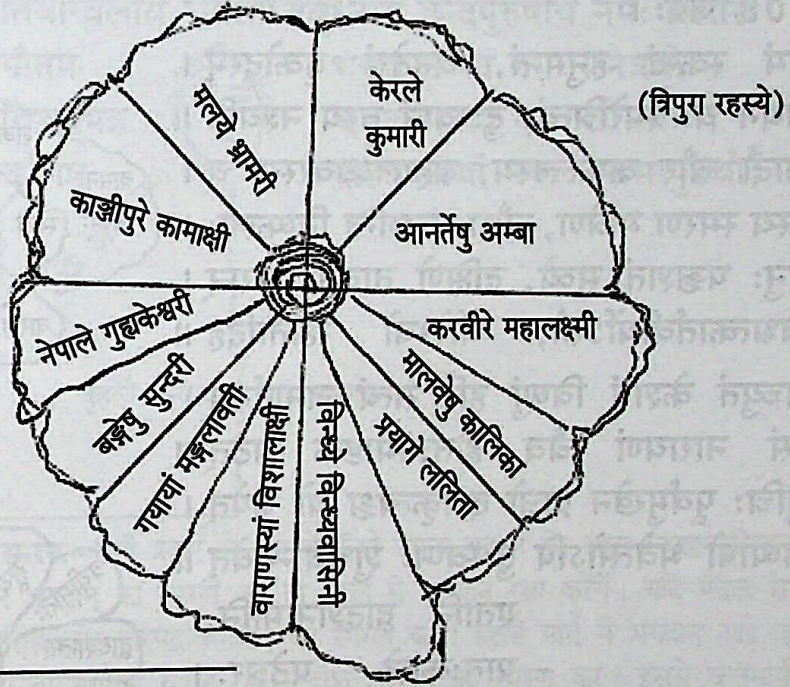 केरले
कुमारी
(त्रिपुरा रहस्ये)
आनर्तेषु अम्बा
करवीरे महालक्ष्मी
मालवेषु कालिका
प्रयागे ललिता
विन्ध्ये विन्ध्यवासिनी
वाराणस्यां विशालाक्षी
गयायां मङ्गलावती
बङ्गेषु सुन्दरी
नेपाले गुह्यकेश्वरी
काञ्चीपुरे कामाक्षी
मलये भ्रामरी